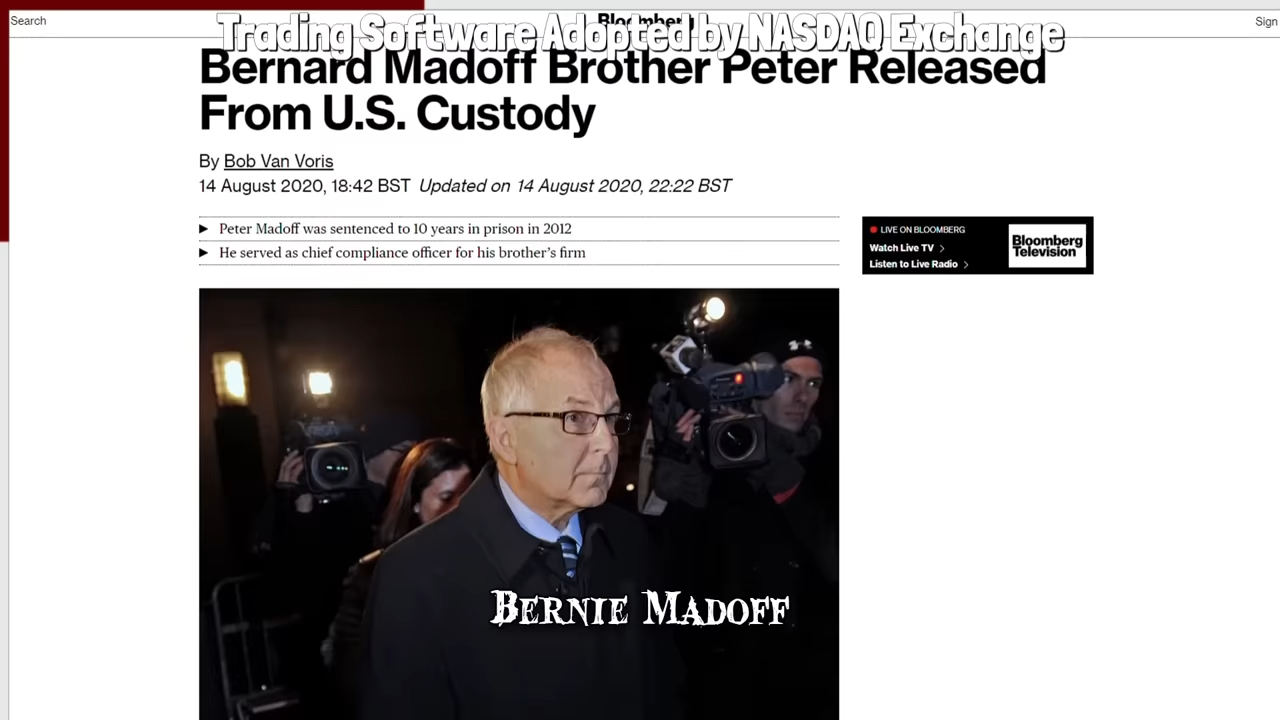 Search
Bloomberg
Sign
Trading Software Adopted by NASDAQ Exchange
Bernard Madoff Brother Peter Released
From U.S. Custody
By Bob Van Voris
14 August 2020, 18:42 BST Updated on 14 August 2020, 22:22 BST
▶ Peter Madoff was sentenced to 10 years in prison in 2012
▶ He served as chief compliance officer for his brother's firm
LIVE ON BLOOMBERG
Watch Live TV >
Listen to Live Radio >
Bloomberg
Television
Bernie Madoff